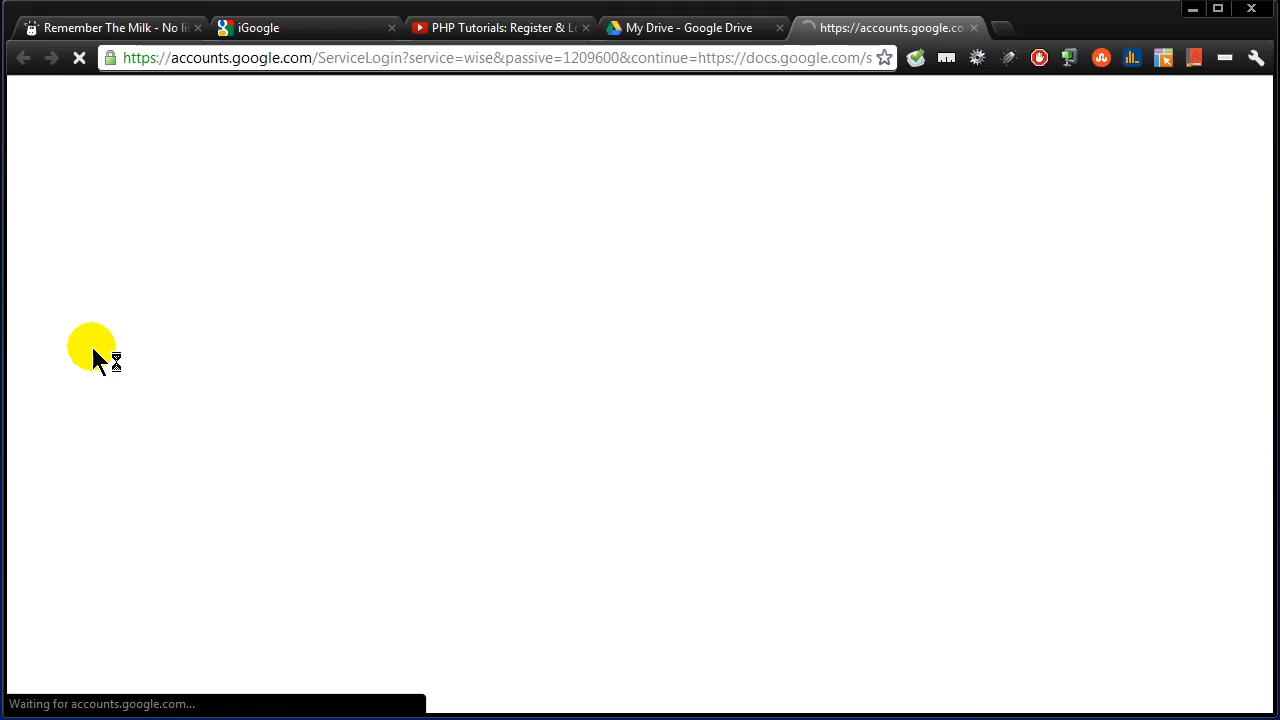 Remember The Milk - No li
iGoogle
PHP Tutorials: Register & Lo
My Drive - Google Drive
https://accounts.google.co
https://accounts.google.com/ServiceLogin?service=wise&passive=1209600&continue=https://docs.google.com/s
Waiting for accounts.google.com...